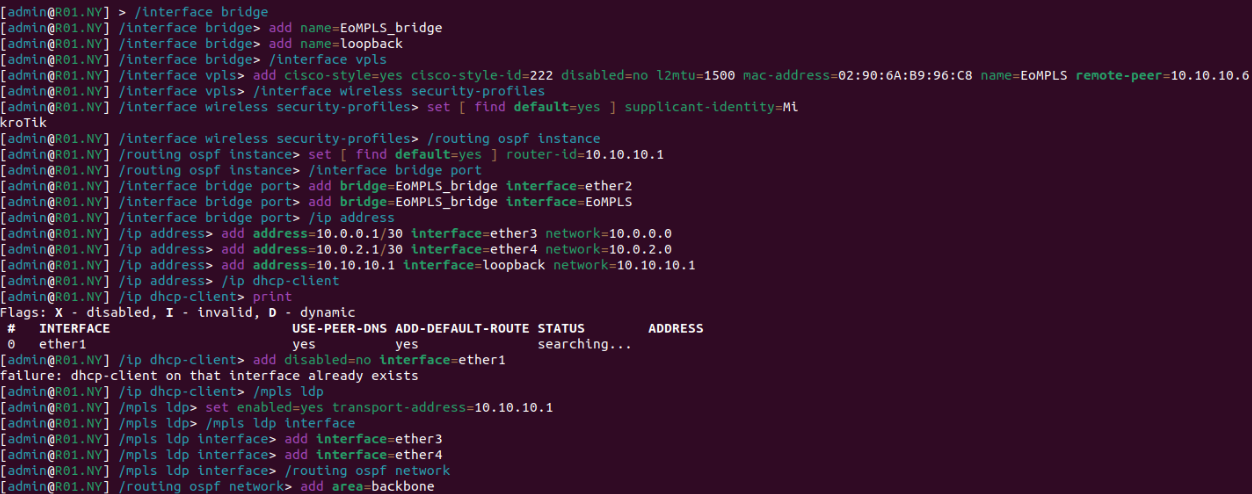 [admin@R01.NY] > /interface bridge
[admin@R01.NY] /interface bridge> add name=EoMPLS_bridge
[admin@R01.NY] /interface bridge> add name=loopback
[admin@R01.NY] /interface bridge> /interface vpls
[admin@R01.NY] /interface vpls> add cisco-style=yes cisco-style-id=222 disabled=no l2mtu=1500 mac-address=02:90:6A:B9:96:C8 name=EoMPLS remote-peer=10.10.10.6
[admin@R01.NY] /interface vpls> /interface wireless security-profiles
[admin@R01.NY] /interface wireless security-profiles> set [ find default=yes ] supplicant-identity=Mi
kroTik
[admin@R01.NY] /interface wireless security-profiles> /routing ospf instance
[admin@R01.NY] /routing ospf instance> set [ find default=yes ] router-id=10.10.10.1
[admin@R01.NY] /routing ospf instance> /interface bridge port
[admin@R01.NY] /interface bridge port> add bridge=EoMPLS_bridge interface=ether2
[admin@R01.NY] /interface bridge port> add bridge=EoMPLS_bridge interface=EoMPLS
[admin@R01.NY] /interface bridge port> /ip address
[admin@R01.NY] /ip address> add address=10.0.0.1/30 interface=ether3 network=10.0.0.0
[admin@R01.NY] /ip address> add address=10.0.2.1/30 interface=ether4 network=10.0.2.0
[admin@R01.NY] /ip address> add address=10.10.10.1 interface=loopback network=10.10.10.1
[admin@R01.NY] /ip address> /ip dhcp-client
[admin@R01.NY] /ip dhcp-client> print
Flags: X - disabled, I - invalid, D - dynamic
# INTERFACE USE-PEER-DNS ADD-DEFAULT-ROUTE STATUS ADDRESS
0 ether1 yes yes searching...
[admin@R01.NY] /ip dhcp-client> add disabled=no interface=ether1
failure: dhcp-client on that interface already exists
[admin@R01.NY] /ip dhcp-client> /mpls ldp
[admin@R01.NY] /mpls ldp> set enabled=yes transport-address=10.10.10.1
[admin@R01.NY] /mpls ldp> /mpls ldp interface
[admin@R01.NY] /mpls ldp interface> add interface=ether3
[admin@R01.NY] /mpls ldp interface> add interface=ether4
[admin@R01.NY] /mpls ldp interface> /routing ospf network
[admin@R01.NY] /routing ospf network> add area=backbone